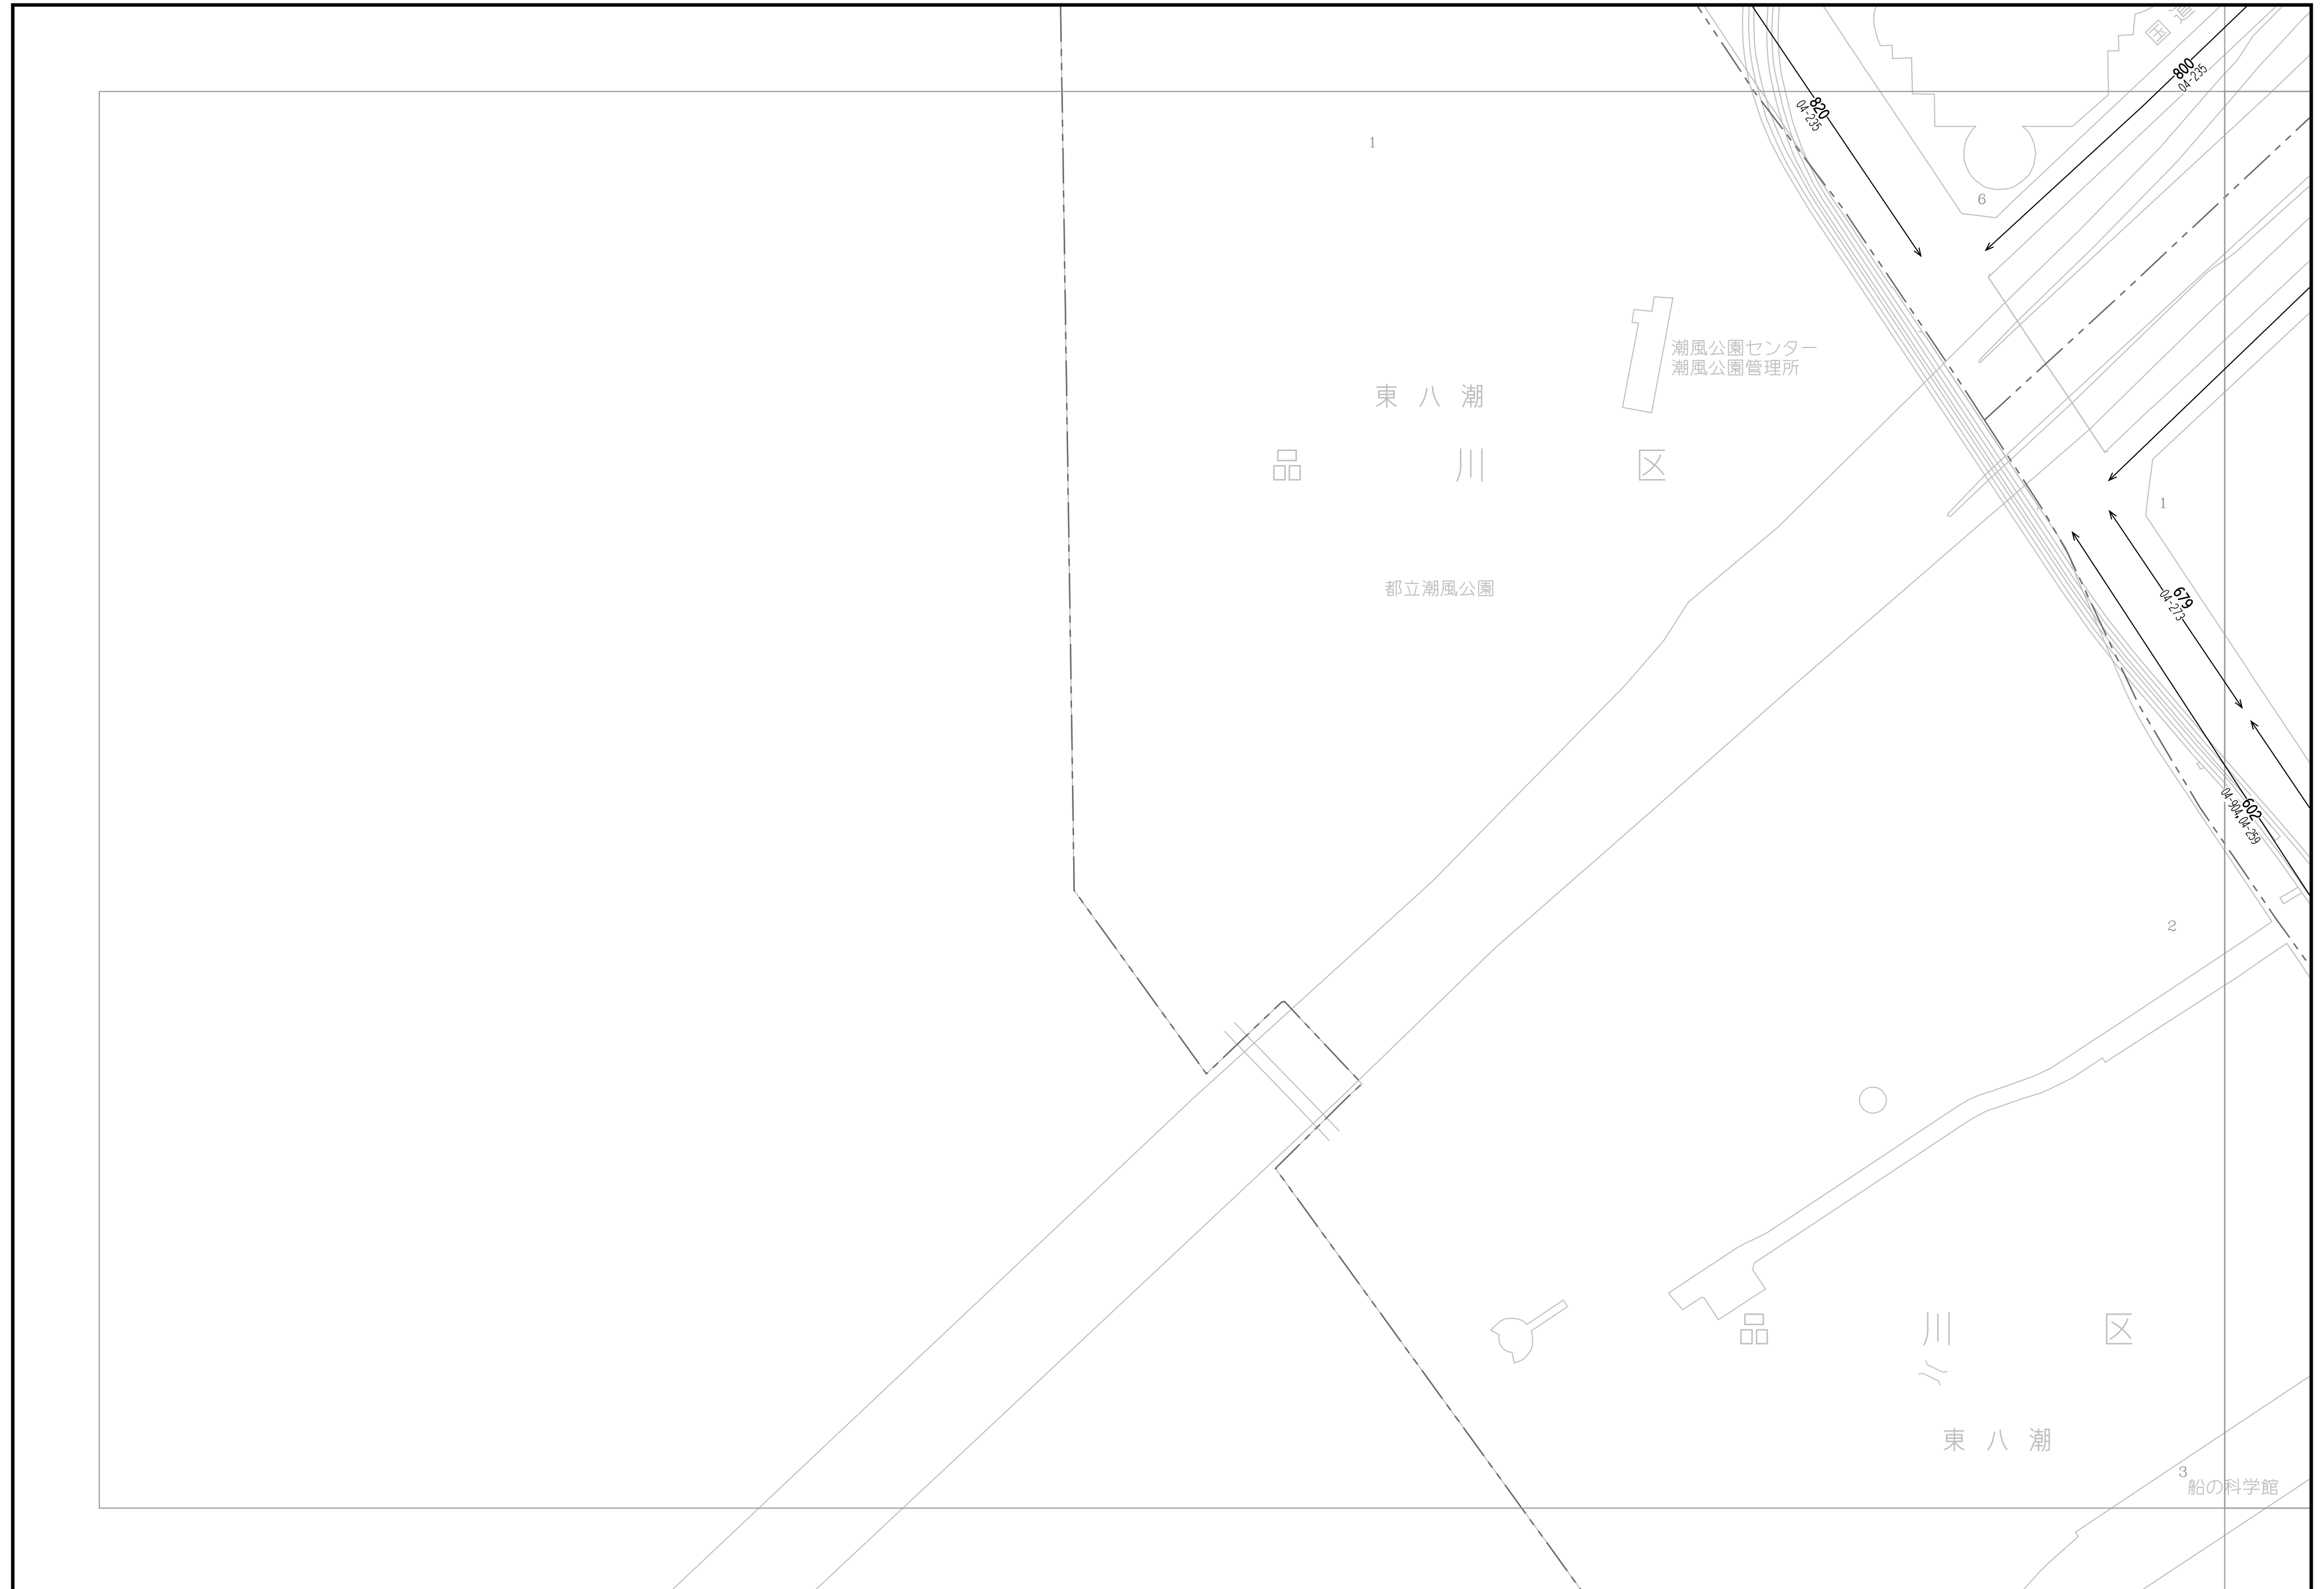 国道
800
04-235
820
04-235
1
6
潮風公園センター
潮風公園管理所
東八潮
品川区
1
都立潮風公園
679
04-273
602
04-904,04-259
2
品川区
東八潮
3
船の科学館